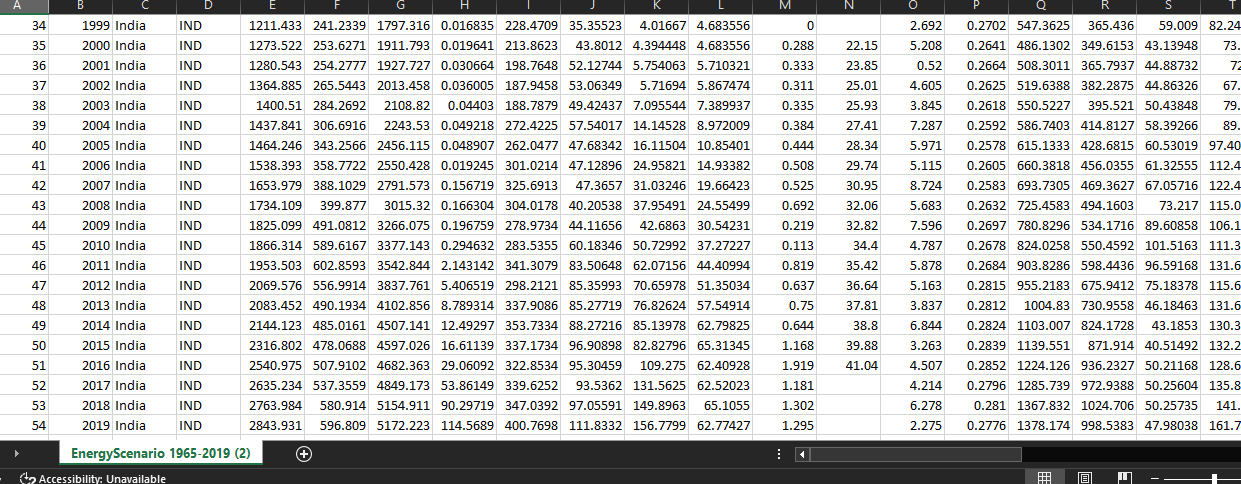 A B C D E F G H I J K L M N O P Q R S T
34 1999 India IND 1211.433 241.2339 1797.316 0.016835 228.4709 35.35523 4.01667 4.683556 0 2.692 0.2702 547.3625 365.436 59.009 82.24
35 2000 India IND 1273.522 253.6271 1911.793 0.019641 213.8623 43.8012 4.394448 4.683556 0.288 22.15 5.208 0.2641 486.1302 349.6153 43.13948 73.
36 2001 India IND 1280.543 254.2777 1927.727 0.030664 198.7648 52.12744 5.754063 5.710321 0.333 23.85 0.52 0.2664 508.3011 365.7937 44.88732 72
37 2002 India IND 1364.885 265.5443 2013.458 0.036005 187.9458 53.06349 5.71694 5.867474 0.311 25.01 4.605 0.2625 519.6388 382.2875 44.86326 67.
38 2003 India IND 1400.51 284.2692 2108.82 0.04403 188.7879 49.42437 7.095544 7.389937 0.335 25.93 3.845 0.2618 550.5227 395.521 50.43848 79.
39 2004 India IND 1437.841 306.6916 2243.53 0.049218 272.4225 57.54017 14.14528 8.972009 0.384 27.41 7.287 0.2592 586.7403 414.8127 58.39266 89.
40 2005 India IND 1464.246 343.2566 2456.115 0.048907 262.0477 47.68342 16.11504 10.85401 0.444 28.34 5.971 0.2578 615.1333 428.6815 60.53019 97.40
41 2006 India IND 1538.393 358.7722 2550.428 0.019245 301.0214 47.12896 24.95821 14.93382 0.508 29.74 5.115 0.2605 660.3818 456.0355 61.32555 112.4
42 2007 India IND 1653.979 388.1029 2791.573 0.156719 325.6913 47.3657 31.03246 19.66423 0.525 30.95 8.724 0.2583 693.7305 469.3627 67.05716 122.4
43 2008 India IND 1734.109 399.877 3015.32 0.166304 304.0178 40.20538 37.95491 24.55499 0.692 32.06 5.683 0.2632 725.4583 494.1603 73.217 115.0
44 2009 India IND 1825.099 491.0812 3266.075 0.196759 278.9734 44.11656 42.6863 30.54231 0.219 32.82 7.596 0.2697 780.8296 534.1716 89.60858 106.1
45 2010 India IND 1866.314 589.6167 3377.143 0.294632 283.5355 60.18346 50.72992 37.27227 0.113 34.4 4.787 0.2678 824.0258 550.4592 101.5163 111.3
46 2011 India IND 1953.503 602.8593 3542.844 2.143142 341.3079 83.50648 62.07156 44.40994 0.819 35.42 5.878 0.2684 903.8286 598.4436 96.59168 131.6
47 2012 India IND 2069.576 556.9914 3837.761 5.406519 298.2121 85.35993 70.65978 51.35034 0.637 36.64 5.163 0.2815 955.2183 675.9412 75.18378 115.6
48 2013 India IND 2083.452 490.1934 4102.856 8.789314 337.9086 85.27719 76.82624 57.54914 0.75 37.81 3.837 0.2812 1004.83 730.9558 46.18463 131.6
49 2014 India IND 2144.123 485.0161 4507.141 12.49297 353.7334 88.27216 85.13978 62.79825 0.644 38.8 6.844 0.2824 1103.007 824.1728 43.1853 130.3
50 2015 India IND 2316.802 478.0688 4597.026 16.61139 337.1734 96.90898 82.82796 65.31345 1.168 39.88 3.263 0.2839 1139.551 871.914 40.51492 132.2
51 2016 India IND 2540.975 507.9102 4682.363 29.06092 322.8534 95.30459 109.275 62.40928 1.919 41.04 4.507 0.2852 1224.126 936.2327 50.21168 128.6
52 2017 India IND 2635.234 537.3559 4849.173 53.86149 339.6252 93.5362 131.5625 62.52023 1.181 4.214 0.2796 1285.739 972.9388 50.25604 135.8
53 2018 India IND 2763.984 580.914 5154.911 90.29719 347.0392 97.05591 149.8963 65.1055 1.302 6.278 0.281 1367.832 1024.706 50.25735 141.
54 2019 India IND 2843.931 596.809 5172.223 114.5689 400.7698 111.8332 156.7799 62.77427 1.295 2.275 0.2776 1378.174 998.5383 47.98038 161.7
EnergyScenario 1965-2019 (2)
Accessibility: Unavailable